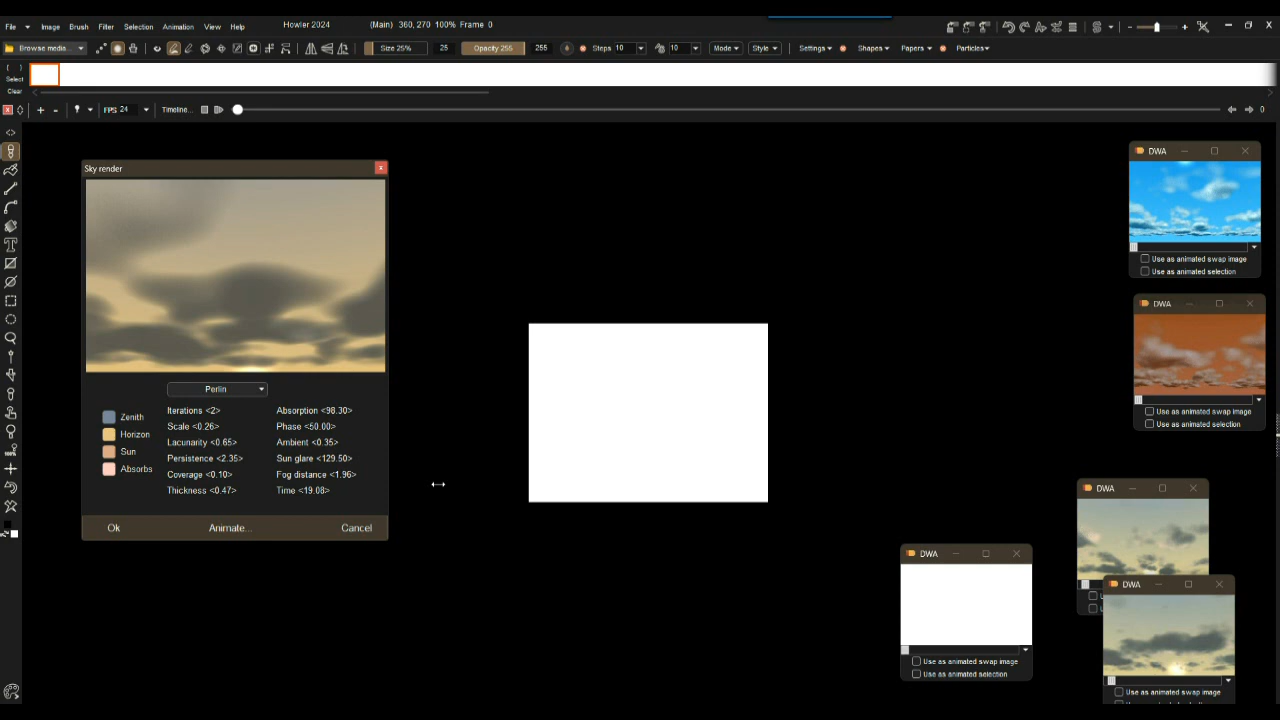 File Image Brush Filter Selection Animation View Help Howler 2024 (Main) 360, 270 100% Frame 0
Browse media... Size 25% 25 Opacity 255 255 Steps 10 10 Mode Style Settings Shapes Papers Particles
Select
Clear
FPS 24 Timeline... 0
Sky render
Perlin
Zenith
Horizon
Sun
Absorbs
Iterations <2>
Scale <0.26>
Lacunarity <0.65>
Persistence <2.35>
Coverage <0.10>
Thickness <0.47>
Absorption <98.30>
Phase <50.00>
Ambient <0.35>
Sun glare <129.50>
Fog distance <1.96>
Time <19.08>
Ok Animate... Cancel
DWA
Use as animated swap image
Use as animated selection
DWA
Use as animated swap image
Use as animated selection
DWA
DWA
Use as animated swap image
DWA
Use as animated swap image
Use as animated selection